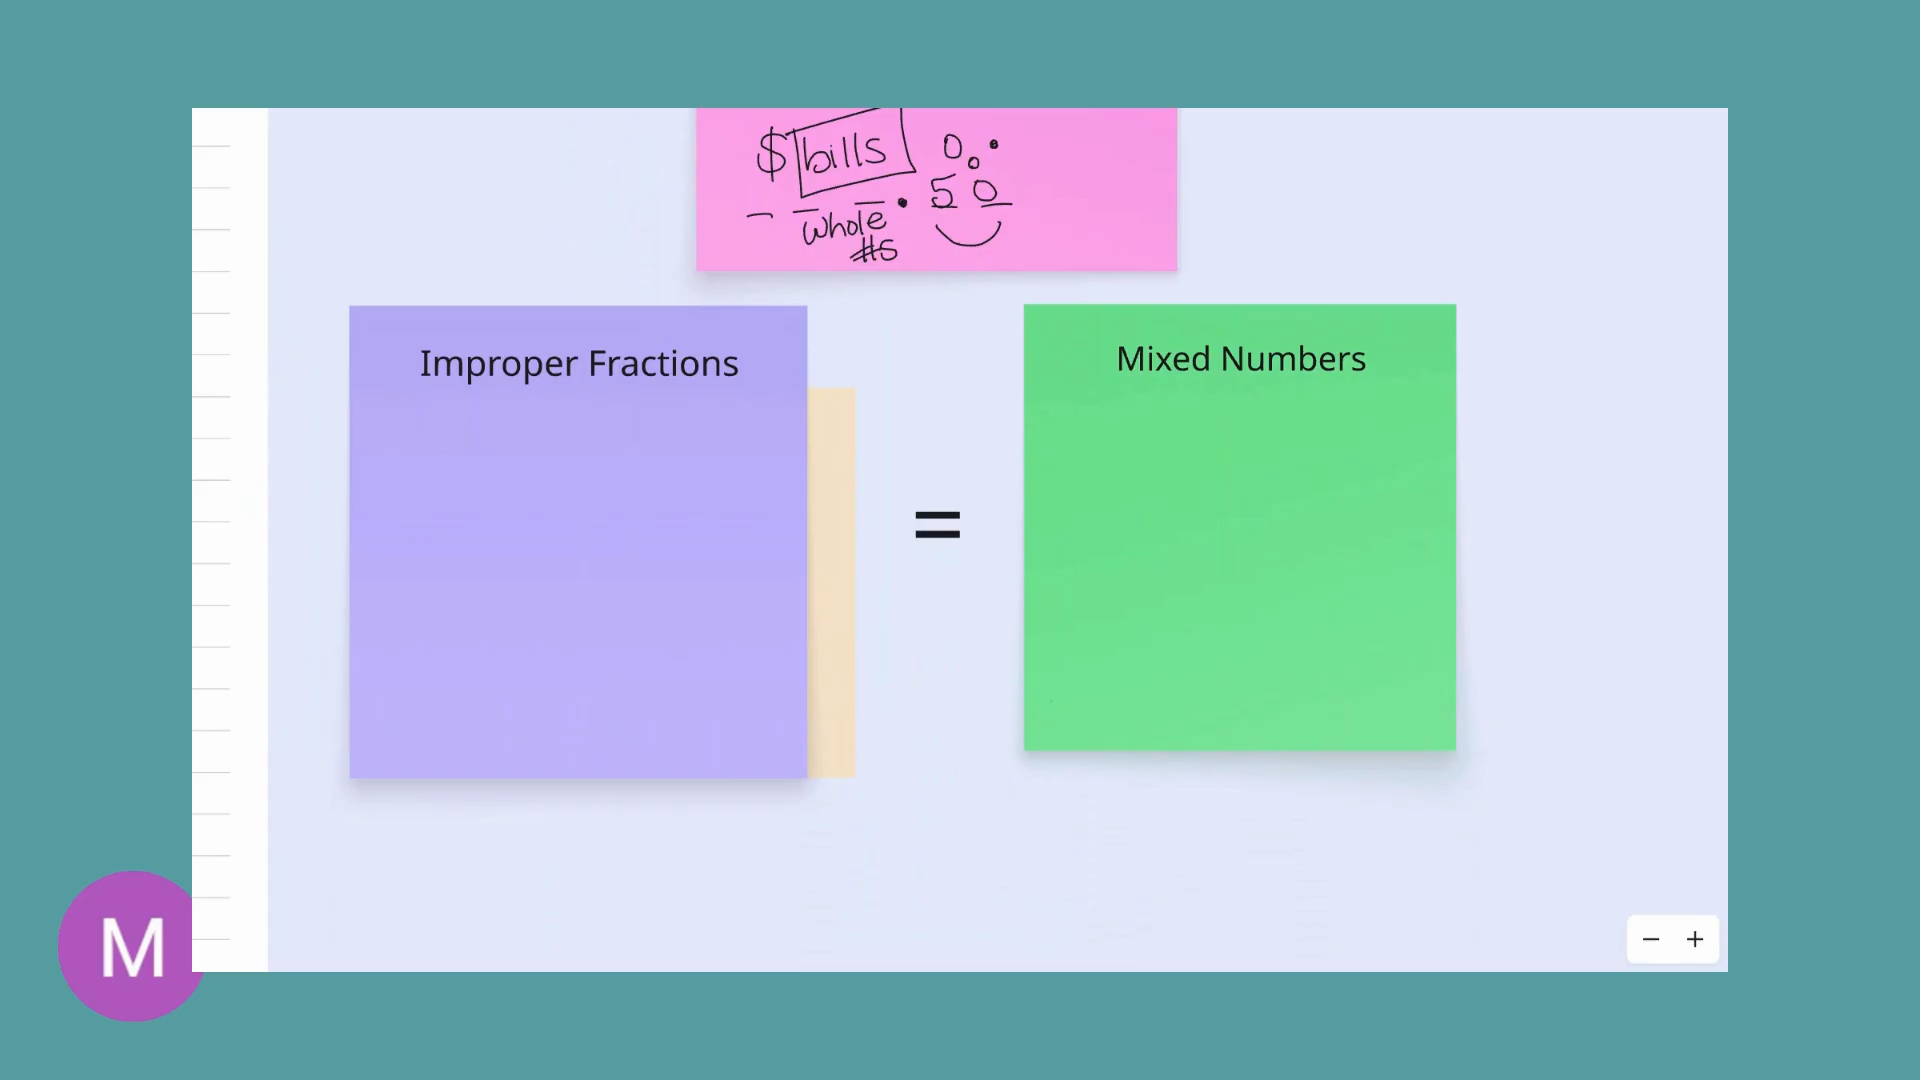 $ bills 0.
. 50
whole
#s
Improper Fractions
Mixed Numbers
=
M
− +